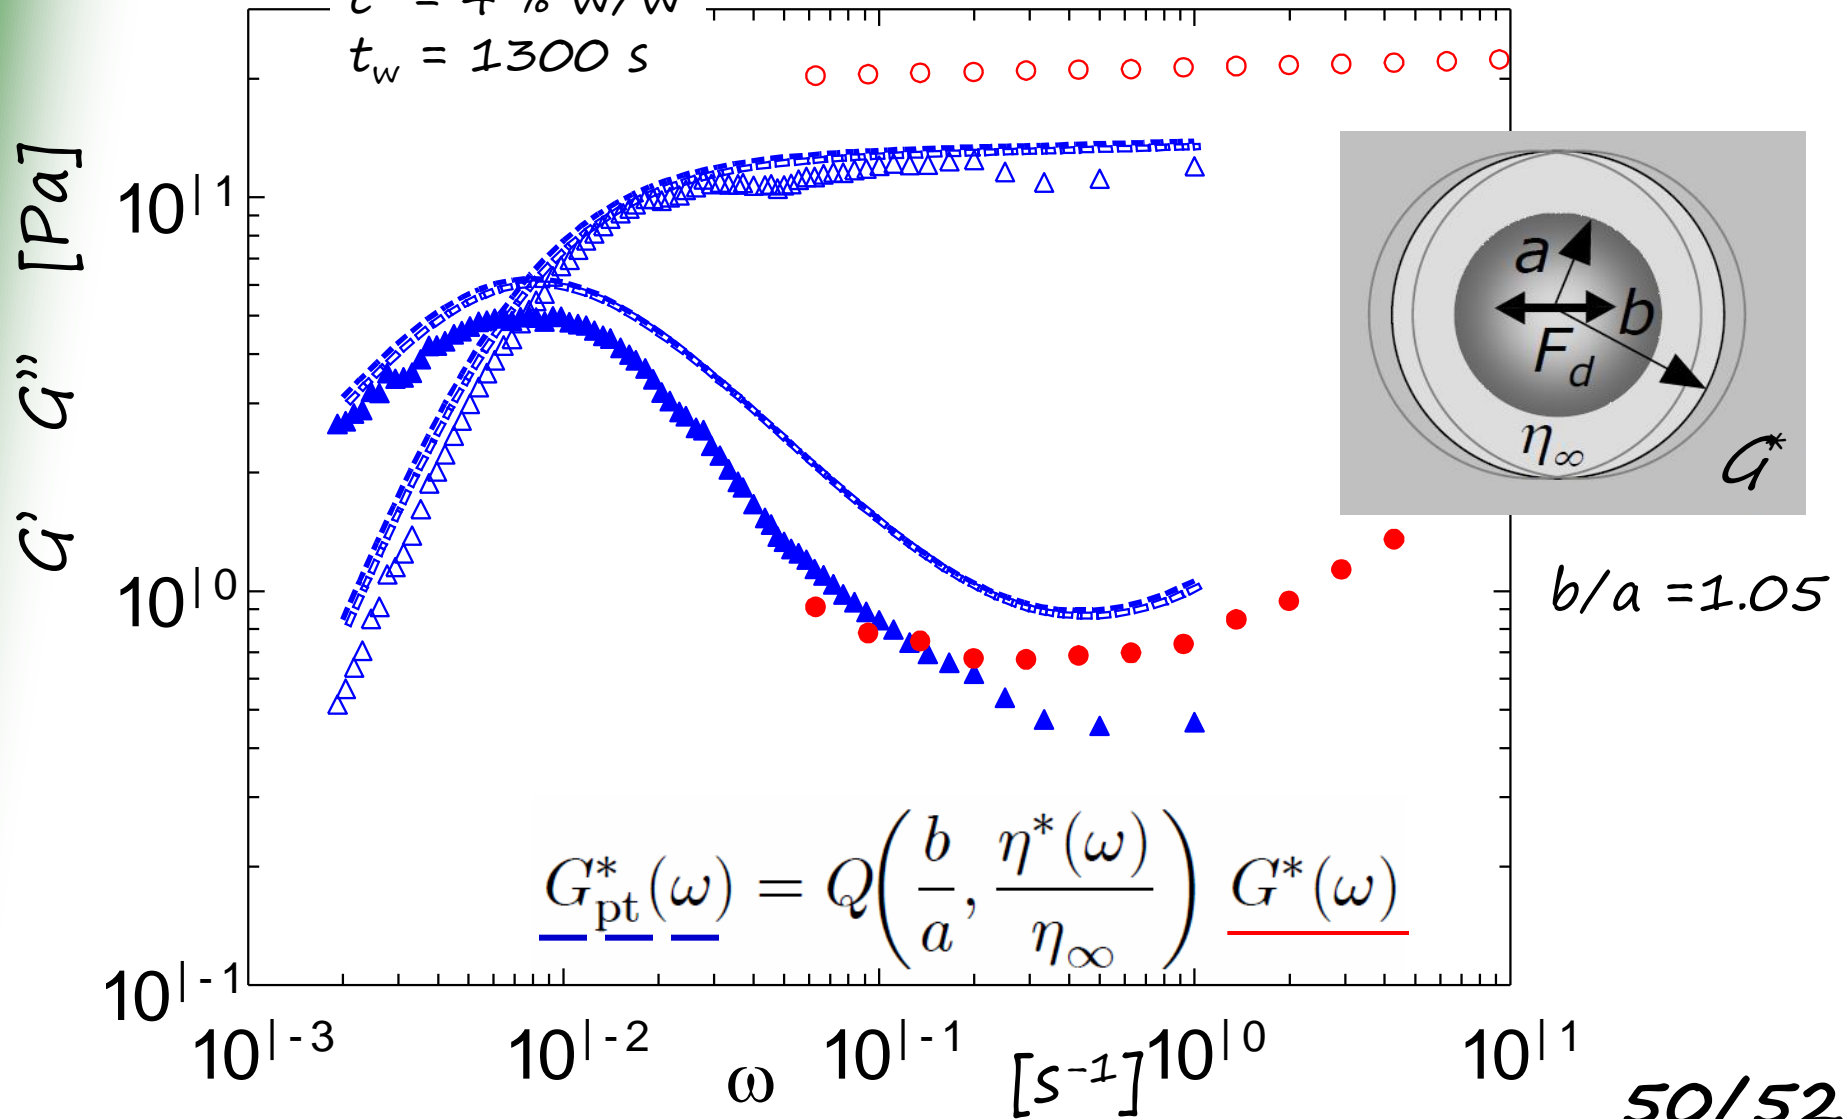 c = 4 % w/w
t_w = 1300 s
G' G'' [Pa]
10|1
10|0
10|-1
10|-3
10|-2
10|-1
10|0
10|1
ω [s⁻¹]
a
b
F_d
η_∞
G*
b/a =1.05
G*_pt(ω) = Q(b/a, η*(ω)/η_∞) G*(ω)
50/52